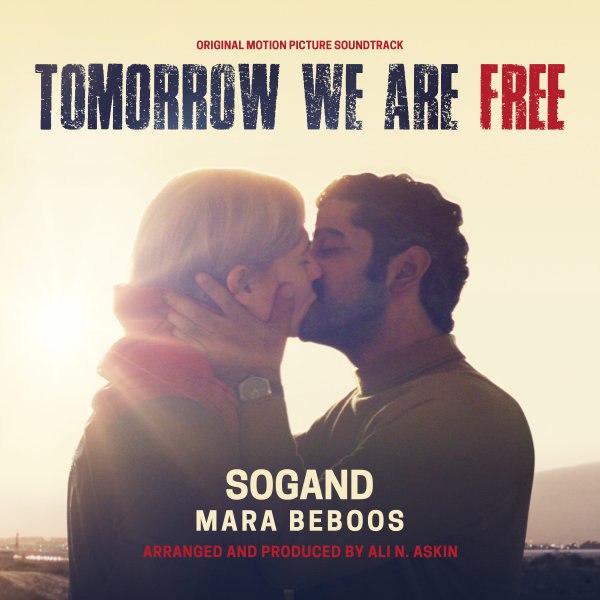 ORIGINAL MOTION PICTURE SOUNDTRACK
TOMORROW WE ARE FREE
SOGAND
MARA BEBOOS
ARRANGED AND PRODUCED BY ALI N. ASKIN